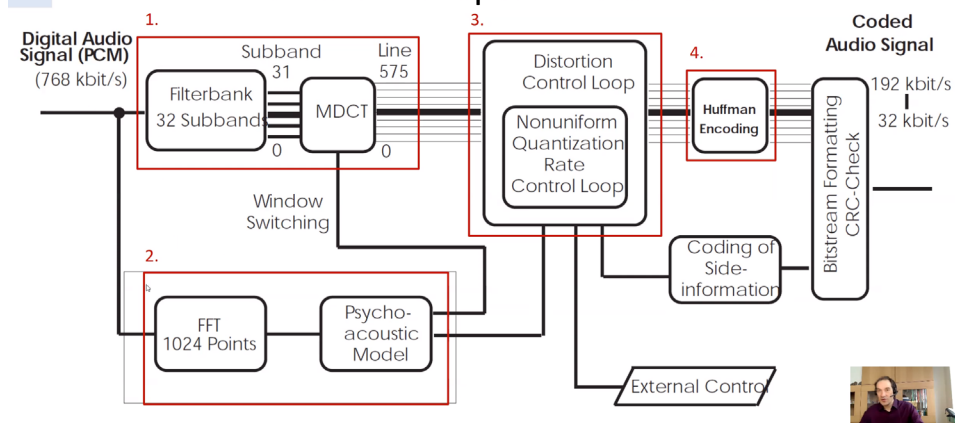 1.
3.
Coded
Audio Signal
Digital Audio
Signal (PCM)
(768 kbit/s)
Subband
31
Line
575
4.
Filterbank
32 Subbands
0
MDCT
0
Distortion
Control Loop
Nonuniform
Quantization
Rate
Control Loop
Huffman
Encoding
Bitstream Formatting
CRC-Check
192 kbit/s
32 kbit/s
Window
Switching
2.
FFT
1024 Points
Psycho-
acoustic
Model
Coding of
Side-
information
External Control